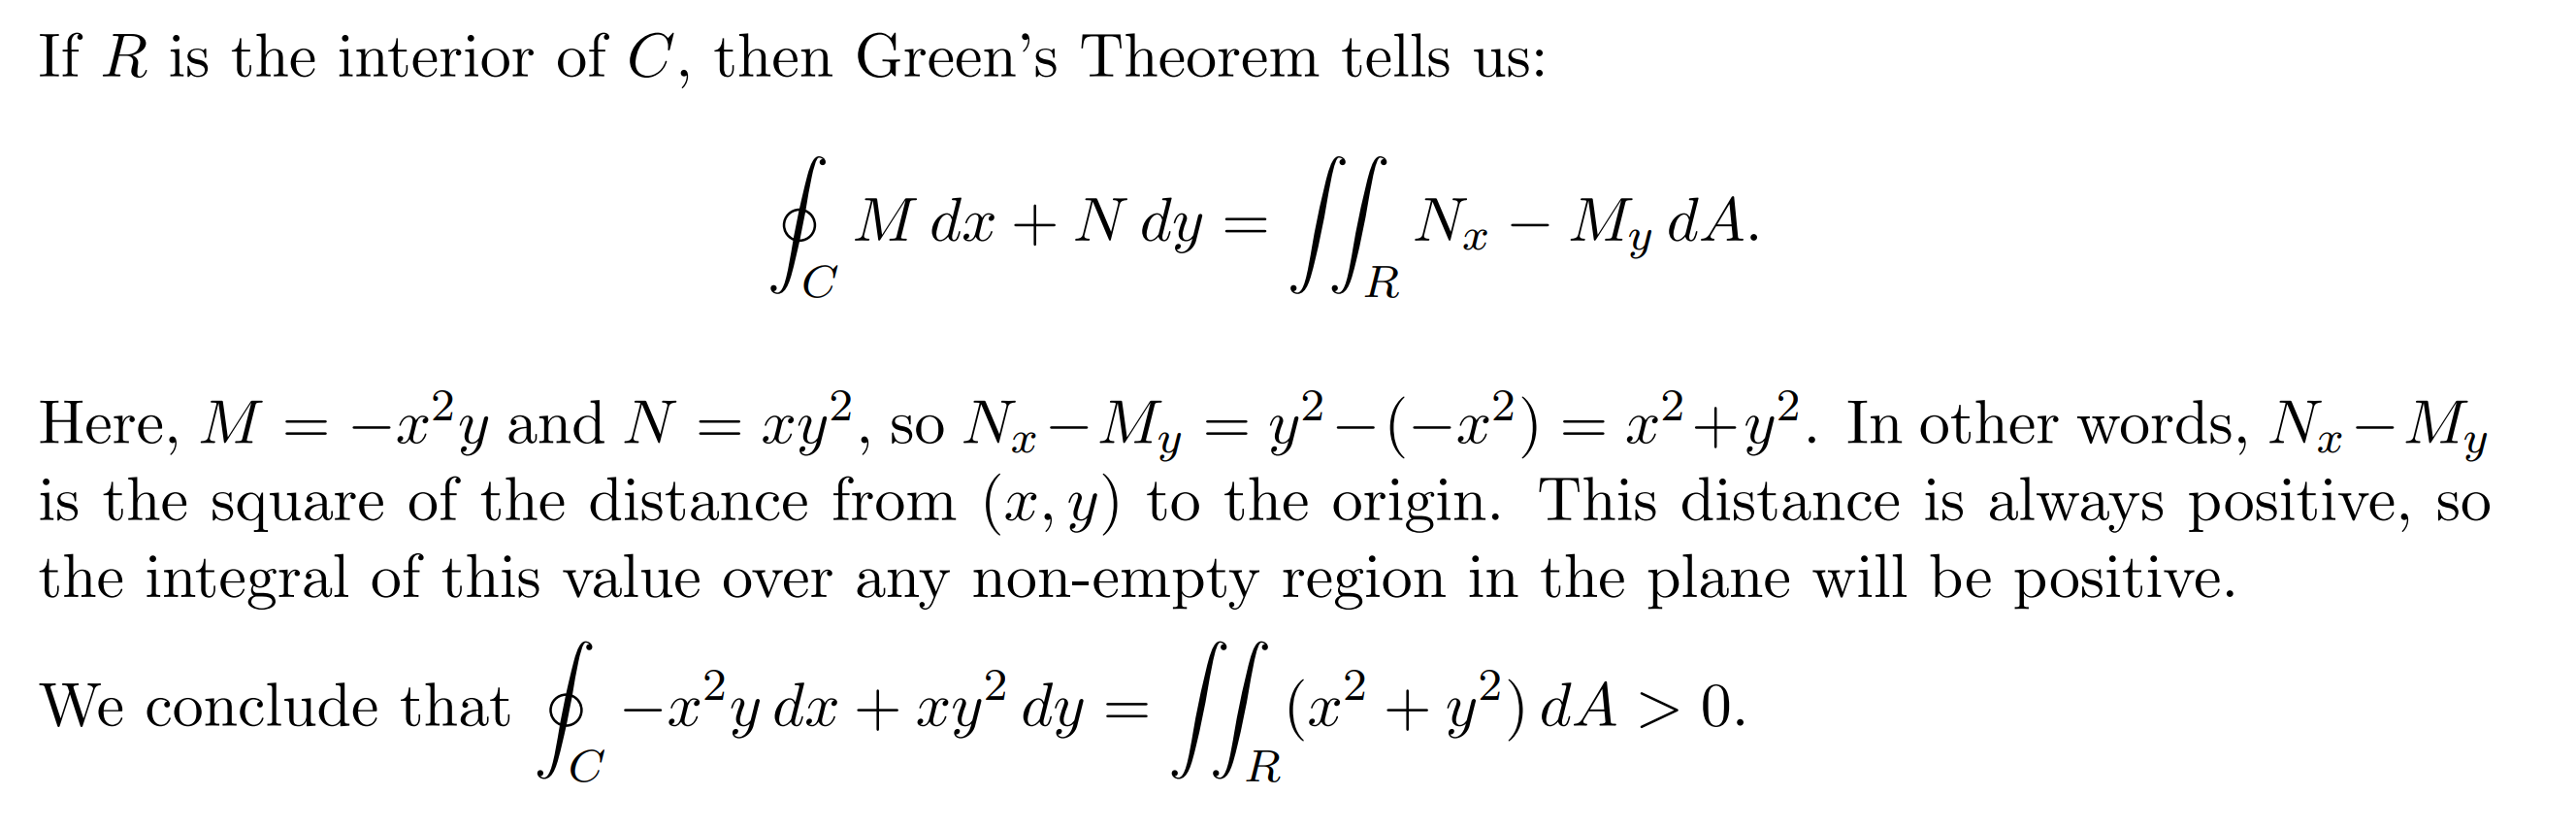 If R is the interior of C, then Green's Theorem tells us:
∮_C M dx + N dy = ∬_R N_x − M_y dA.
Here, M = −x²y and N = xy², so N_x − M_y = y² − (−x²) = x² + y². In other words, N_x − M_y
is the square of the distance from (x, y) to the origin. This distance is always positive, so
the integral of this value over any non-empty region in the plane will be positive.
We conclude that ∮_C −x²y dx + xy² dy = ∬_R (x² + y²) dA > 0.